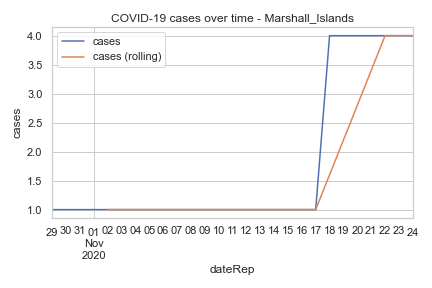 COVID-19 cases over time - Marshall_Islands
cases
cases (rolling)
4.0
3.5
3.0
2.5
2.0
1.5
1.0
cases
29 30 31 01 02 03 04 05 06 07 08 09 10 11 12 13 14 15 16 17 18 19 20 21 22 23 24
Nov
2020
dateRep